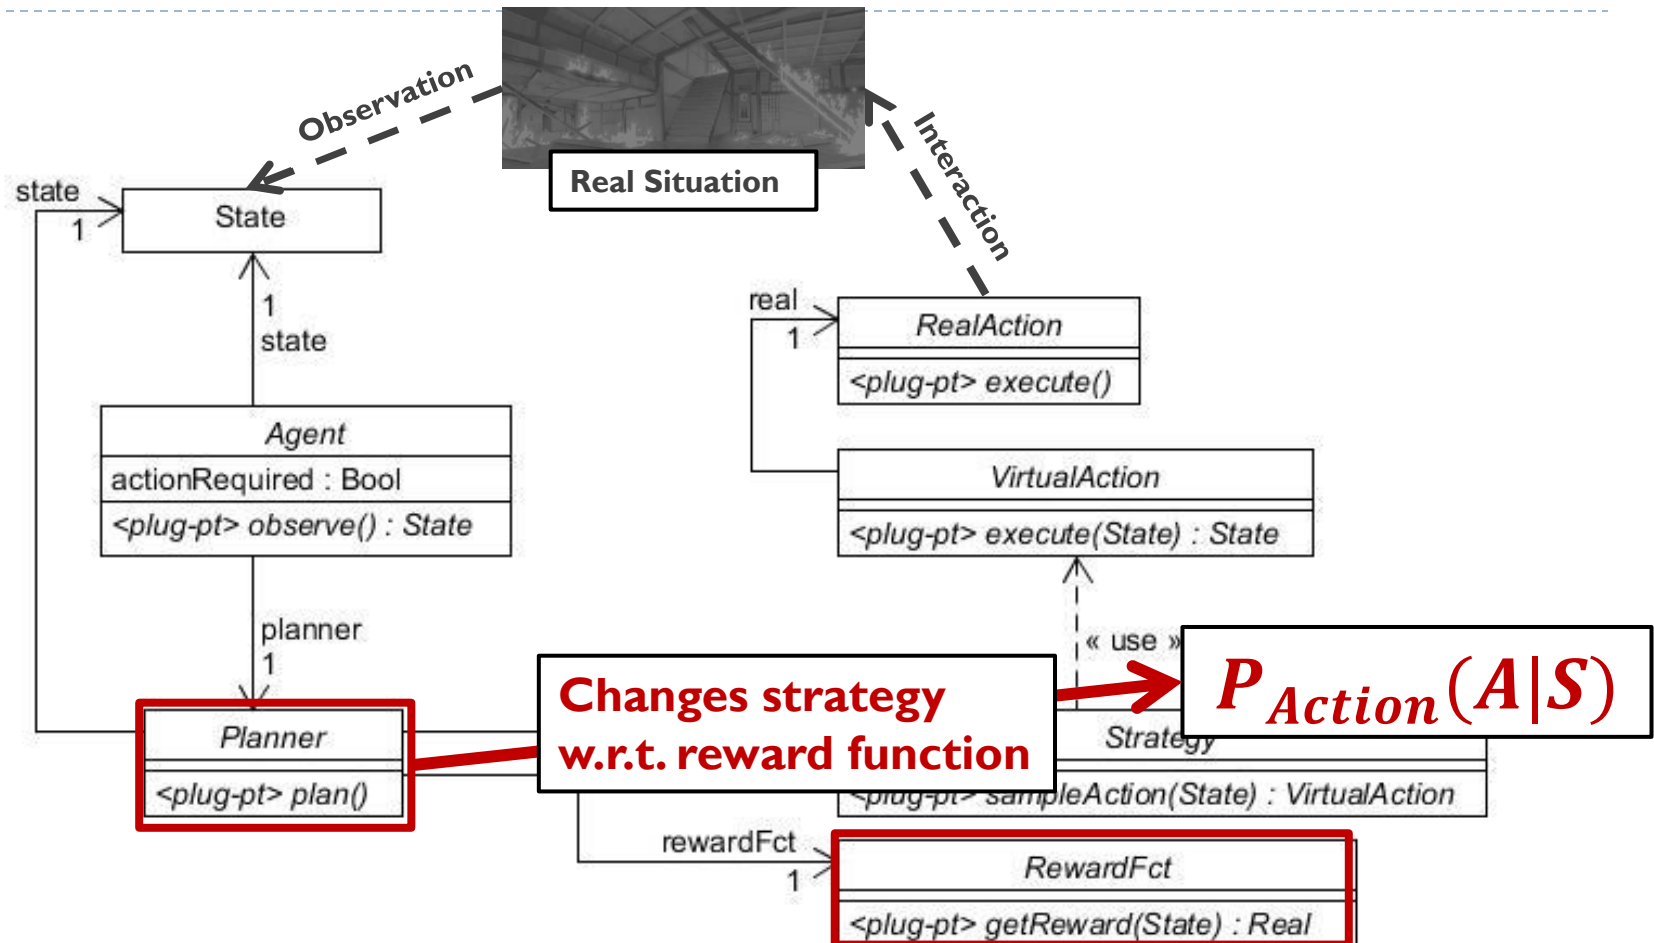 Observation
Real Situation
Interaction
state
1
State
1
state
real
1
RealAction
<plug-pt> execute()
Agent
actionRequired : Bool
<plug-pt> observe() : State
VirtualAction
<plug-pt> execute(State) : State
planner
1
« use »
P_Action(A|S)
Changes strategy
w.r.t. reward function
Planner
<plug-pt> plan()
Strategy
<plug-pt> sampleAction(State) : VirtualAction
rewardFct
1
RewardFct
<plug-pt> getReward(State) : Real